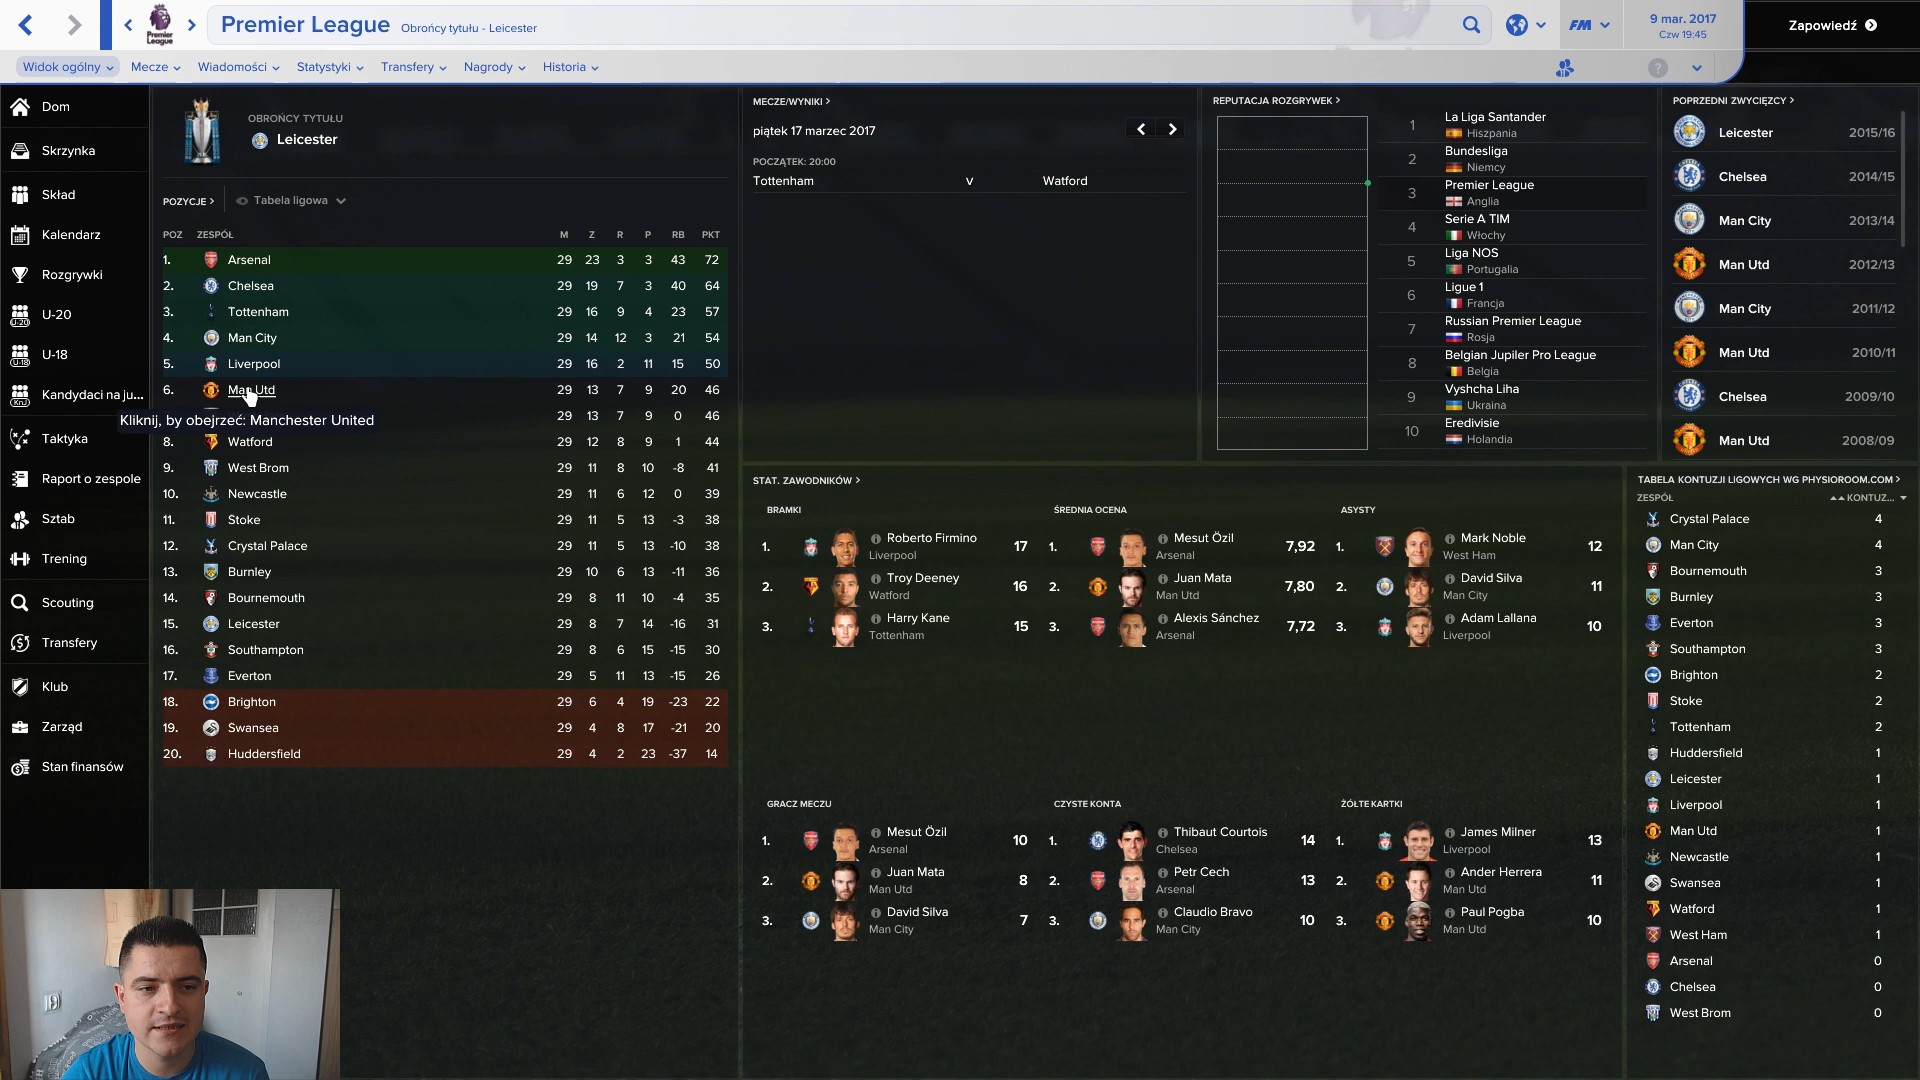 Premier League
Premier League Obrońcy tytułu - Leicester
FM
9 mar. 2017
Czw 19:45
Zapowiedź
Widok ogólny
Mecze
Wiadomości
Statystyki
Transfery
Nagrody
Historia
?
Dom
Skrzynka
Skład
Kalendarz
Rozgrywki
U-20
U-20
U-18
U-18
Kandydaci na ju...
KnJ
Taktyka
Raport o zespole
Sztab
Trening
Scouting
Transfery
Klub
Zarząd
Stan finansów
OBROŃCY TYTUŁU
Leicester
POZYCJE >
Tabela ligowa
POZ ZESPÓŁ M Z R P RB PKT
1. Arsenal 29 23 3 3 43 72
2. Chelsea 29 19 7 3 40 64
3. Tottenham 29 16 9 4 23 57
4. Man City 29 14 12 3 21 54
5. Liverpool 29 16 2 11 15 50
6. Man Utd 29 13 7 9 20 46
29 13 7 9 0 46
Kliknij, by obejrzeć: Manchester United
8. Watford 29 12 8 9 1 44
9. West Brom 29 11 8 10 -8 41
10. Newcastle 29 11 6 12 0 39
11. Stoke 29 11 5 13 -3 38
12. Crystal Palace 29 11 5 13 -10 38
13. Burnley 29 10 6 13 -11 36
14. Bournemouth 29 8 11 10 -4 35
15. Leicester 29 8 7 14 -16 31
16. Southampton 29 8 6 15 -15 30
17. Everton 29 5 11 13 -15 26
18. Brighton 29 6 4 19 -23 22
19. Swansea 29 4 8 17 -21 20
20. Huddersfield 29 4 2 23 -37 14
MECZE/WYNIKI >
piątek 17 marzec 2017
POCZĄTEK: 20:00
Tottenham v Watford
REPUTACJA ROZGRYWEK >
1 La Liga Santander
Hiszpania
2 Bundesliga
Niemcy
3 Premier League
Anglia
4 Serie A TIM
Włochy
5 Liga NOS
Portugalia
6 Ligue 1
Francja
7 Russian Premier League
Rosja
8 Belgian Jupiler Pro League
Belgia
9 Vyshcha Liha
Ukraina
10 Eredivisie
Holandia
POPRZEDNI ZWYCIĘZCY >
Leicester 2015/16
Chelsea 2014/15
Man City 2013/14
Man Utd 2012/13
Man City 2011/12
Man Utd 2010/11
Chelsea 2009/10
Man Utd 2008/09
STAT. ZAWODNIKÓW >
BRAMKI
1. Roberto Firmino 17
Liverpool
2. Troy Deeney 16
Watford
3. Harry Kane 15
Tottenham
ŚREDNIA OCENA
1. Mesut Özil 7,92
Arsenal
2. Juan Mata 7,80
Man Utd
3. Alexis Sánchez 7,72
Arsenal
ASYSTY
1. Mark Noble 12
West Ham
2. David Silva 11
Man City
3. Adam Lallana 10
Liverpool
GRACZ MECZU
1. Mesut Özil 10
Arsenal
2. Juan Mata 8
Man Utd
3. David Silva 7
Man City
CZYSTE KONTA
1. Thibaut Courtois 14
Chelsea
2. Petr Cech 13
Arsenal
3. Claudio Bravo 10
Man City
ŻÓŁTE KARTKI
1. James Milner 13
Liverpool
2. Ander Herrera 11
Man Utd
3. Paul Pogba 10
Man Utd
TABELA KONTUZJI LIGOWYCH WG PHYSIOROOM.COM >
ZESPÓŁ KONTUZ...
Crystal Palace 4
Man City 4
Bournemouth 3
Burnley 3
Everton 3
Southampton 3
Brighton 2
Stoke 2
Tottenham 2
Huddersfield 1
Leicester 1
Liverpool 1
Man Utd 1
Newcastle 1
Swansea 1
Watford 1
West Ham 1
Arsenal 0
Chelsea 0
West Brom 0